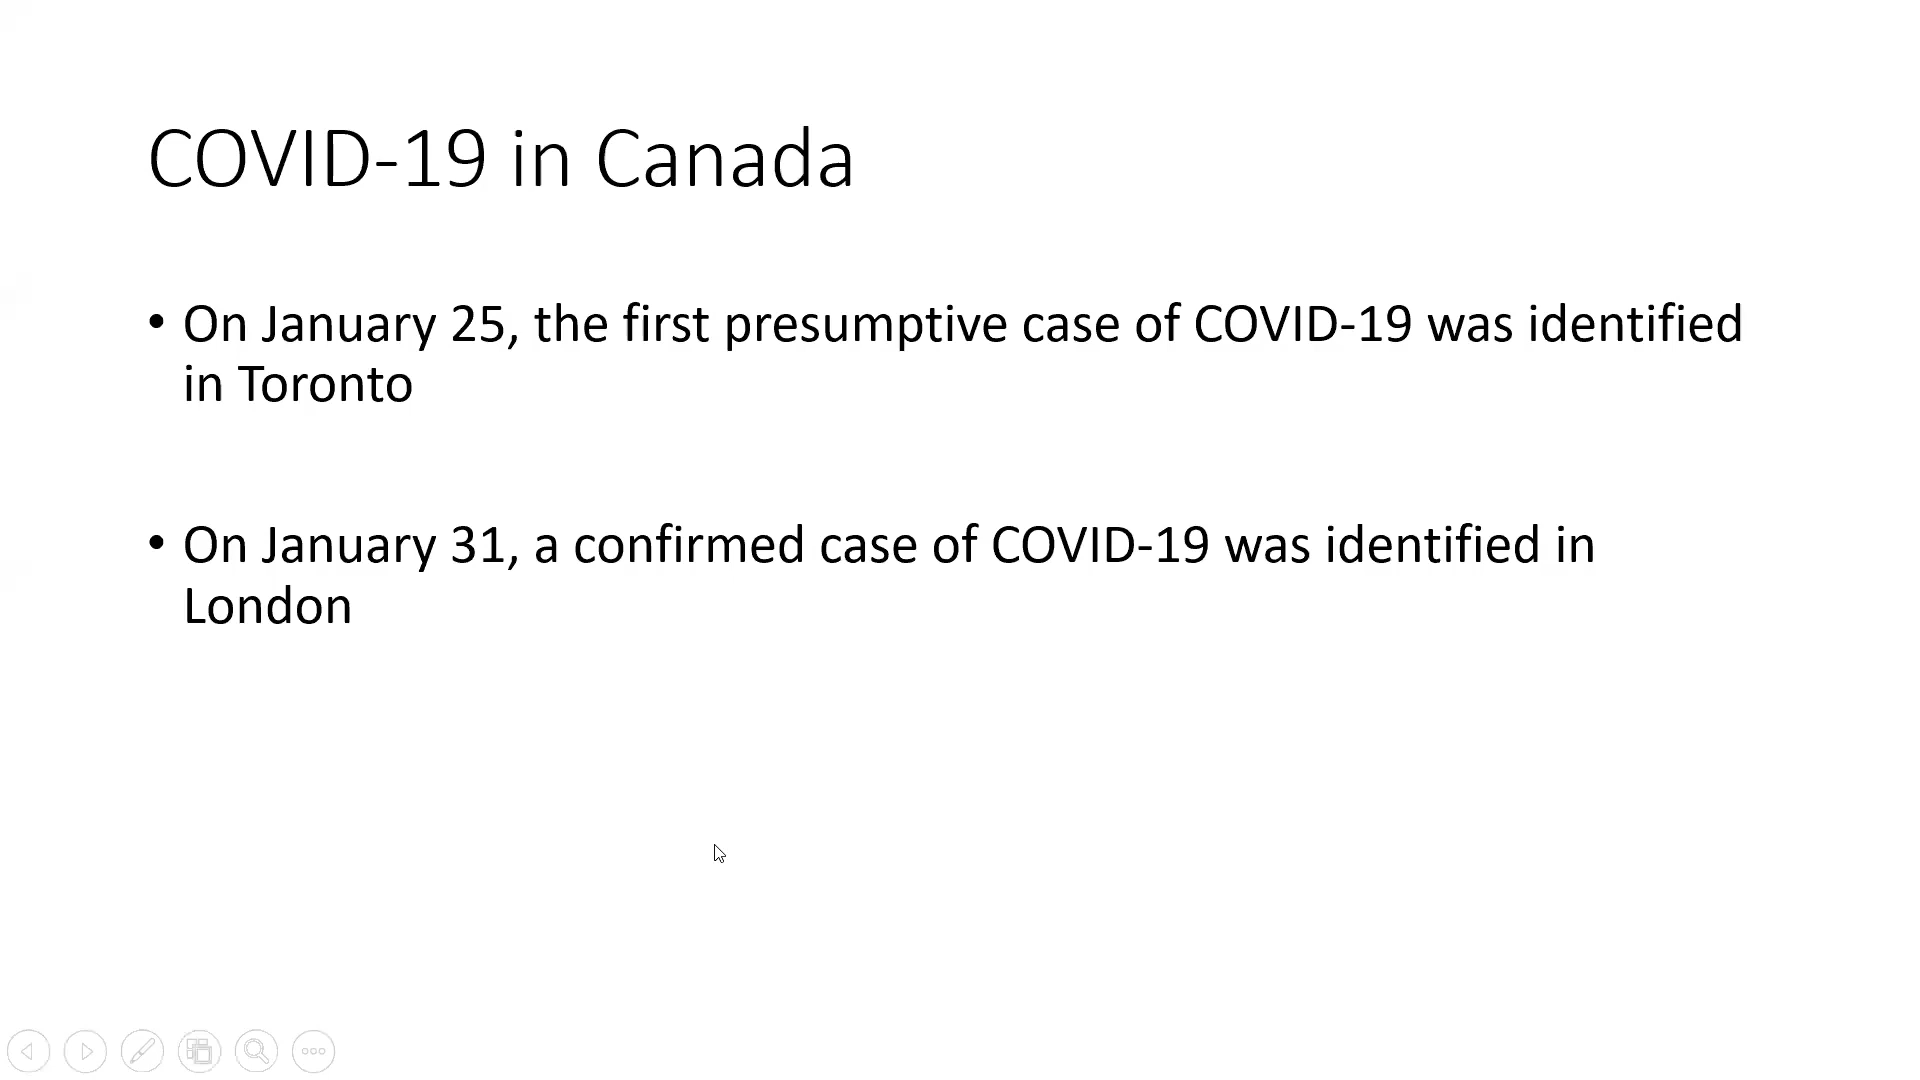 COVID-19 in Canada
• On January 25, the first presumptive case of COVID-19 was identified
in Toronto
• On January 31, a confirmed case of COVID-19 was identified in
London